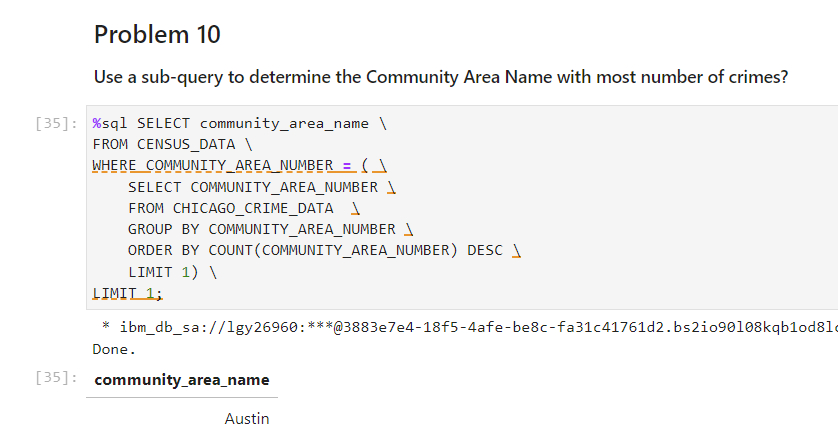 Problem 10
Use a sub-query to determine the Community Area Name with most number of crimes?
[35]: %sql SELECT community_area_name \
FROM CENSUS_DATA \
WHERE COMMUNITY_AREA_NUMBER = ( \
SELECT COMMUNITY_AREA_NUMBER \
FROM CHICAGO_CRIME_DATA \
GROUP BY COMMUNITY_AREA_NUMBER \
ORDER BY COUNT(COMMUNITY_AREA_NUMBER) DESC \
LIMIT 1) \
LIMIT 1;
* ibm_db_sa://lgy26960:***@3883e7e4-18f5-4afe-be8c-fa31c41761d2.bs2io90l08kqb1od8l
Done.
[35]: community_area_name
Austin